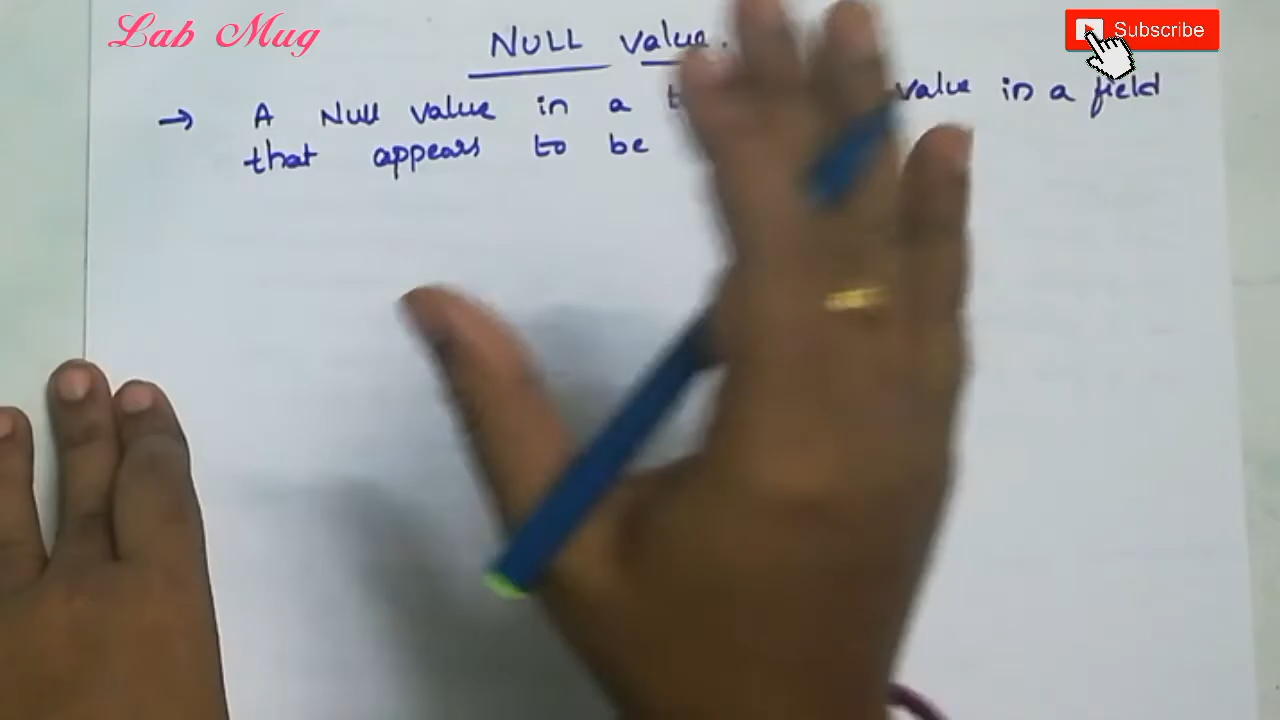 Lab Mug
Subscribe
NULL value.
→ A Null value in a value in a field
that appears to be